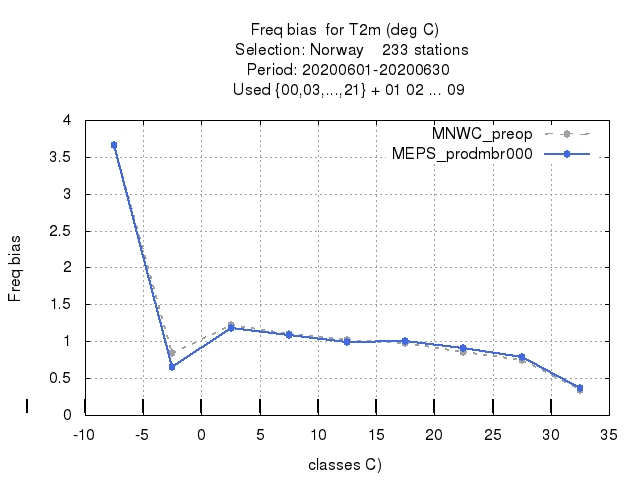 Freq bias for T2m (deg C)
Selection: Norway 233 stations
Period: 20200601-20200630
Used {00,03,...,21} + 01 02 ... 09
MNWC_preop
MEPS_prodmbr000
4
3.5
3
2.5
2
1.5
1
0.5
0
Freq bias
-10 -5 0 5 10 15 20 25 30 35
classes C)